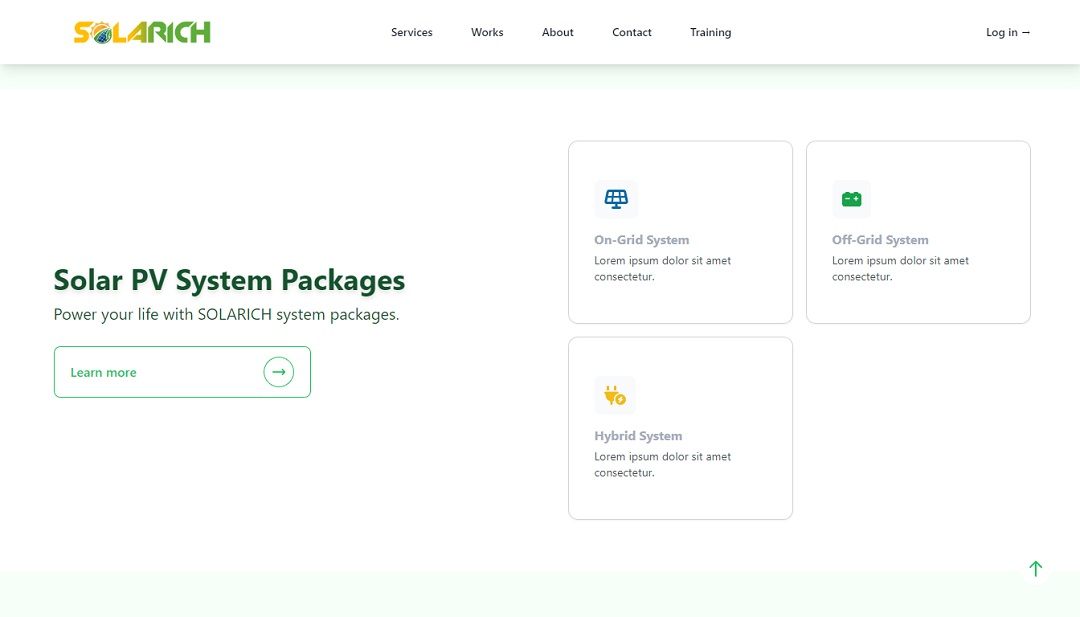 SOLARICH
Services
Works
About
Contact
Training
Log in →
Solar PV System Packages
Power your life with SOLARICH system packages.
Learn more
On-Grid System
Lorem ipsum dolor sit amet
consectetur.
Off-Grid System
Lorem ipsum dolor sit amet
consectetur.
Hybrid System
Lorem ipsum dolor sit amet
consectetur.